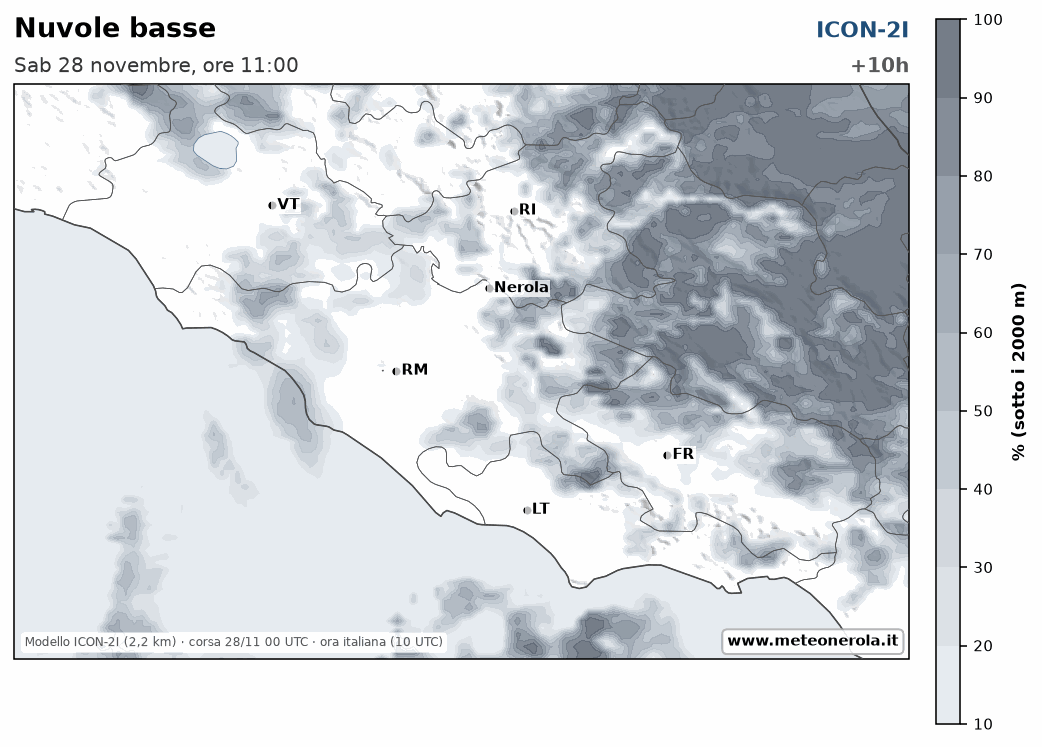 Nuvole basse
ICON-2I
Sab 28 novembre, ore 11:00
+10h
VT
RI
Nerola
RM
FR
LT
Modello ICON-2I (2,2 km) · corsa 28/11 00 UTC · ora italiana (10 UTC)
www.meteonerola.it
100
90
80
70
60
50
40
30
20
10
% (sotto i 2000 m)